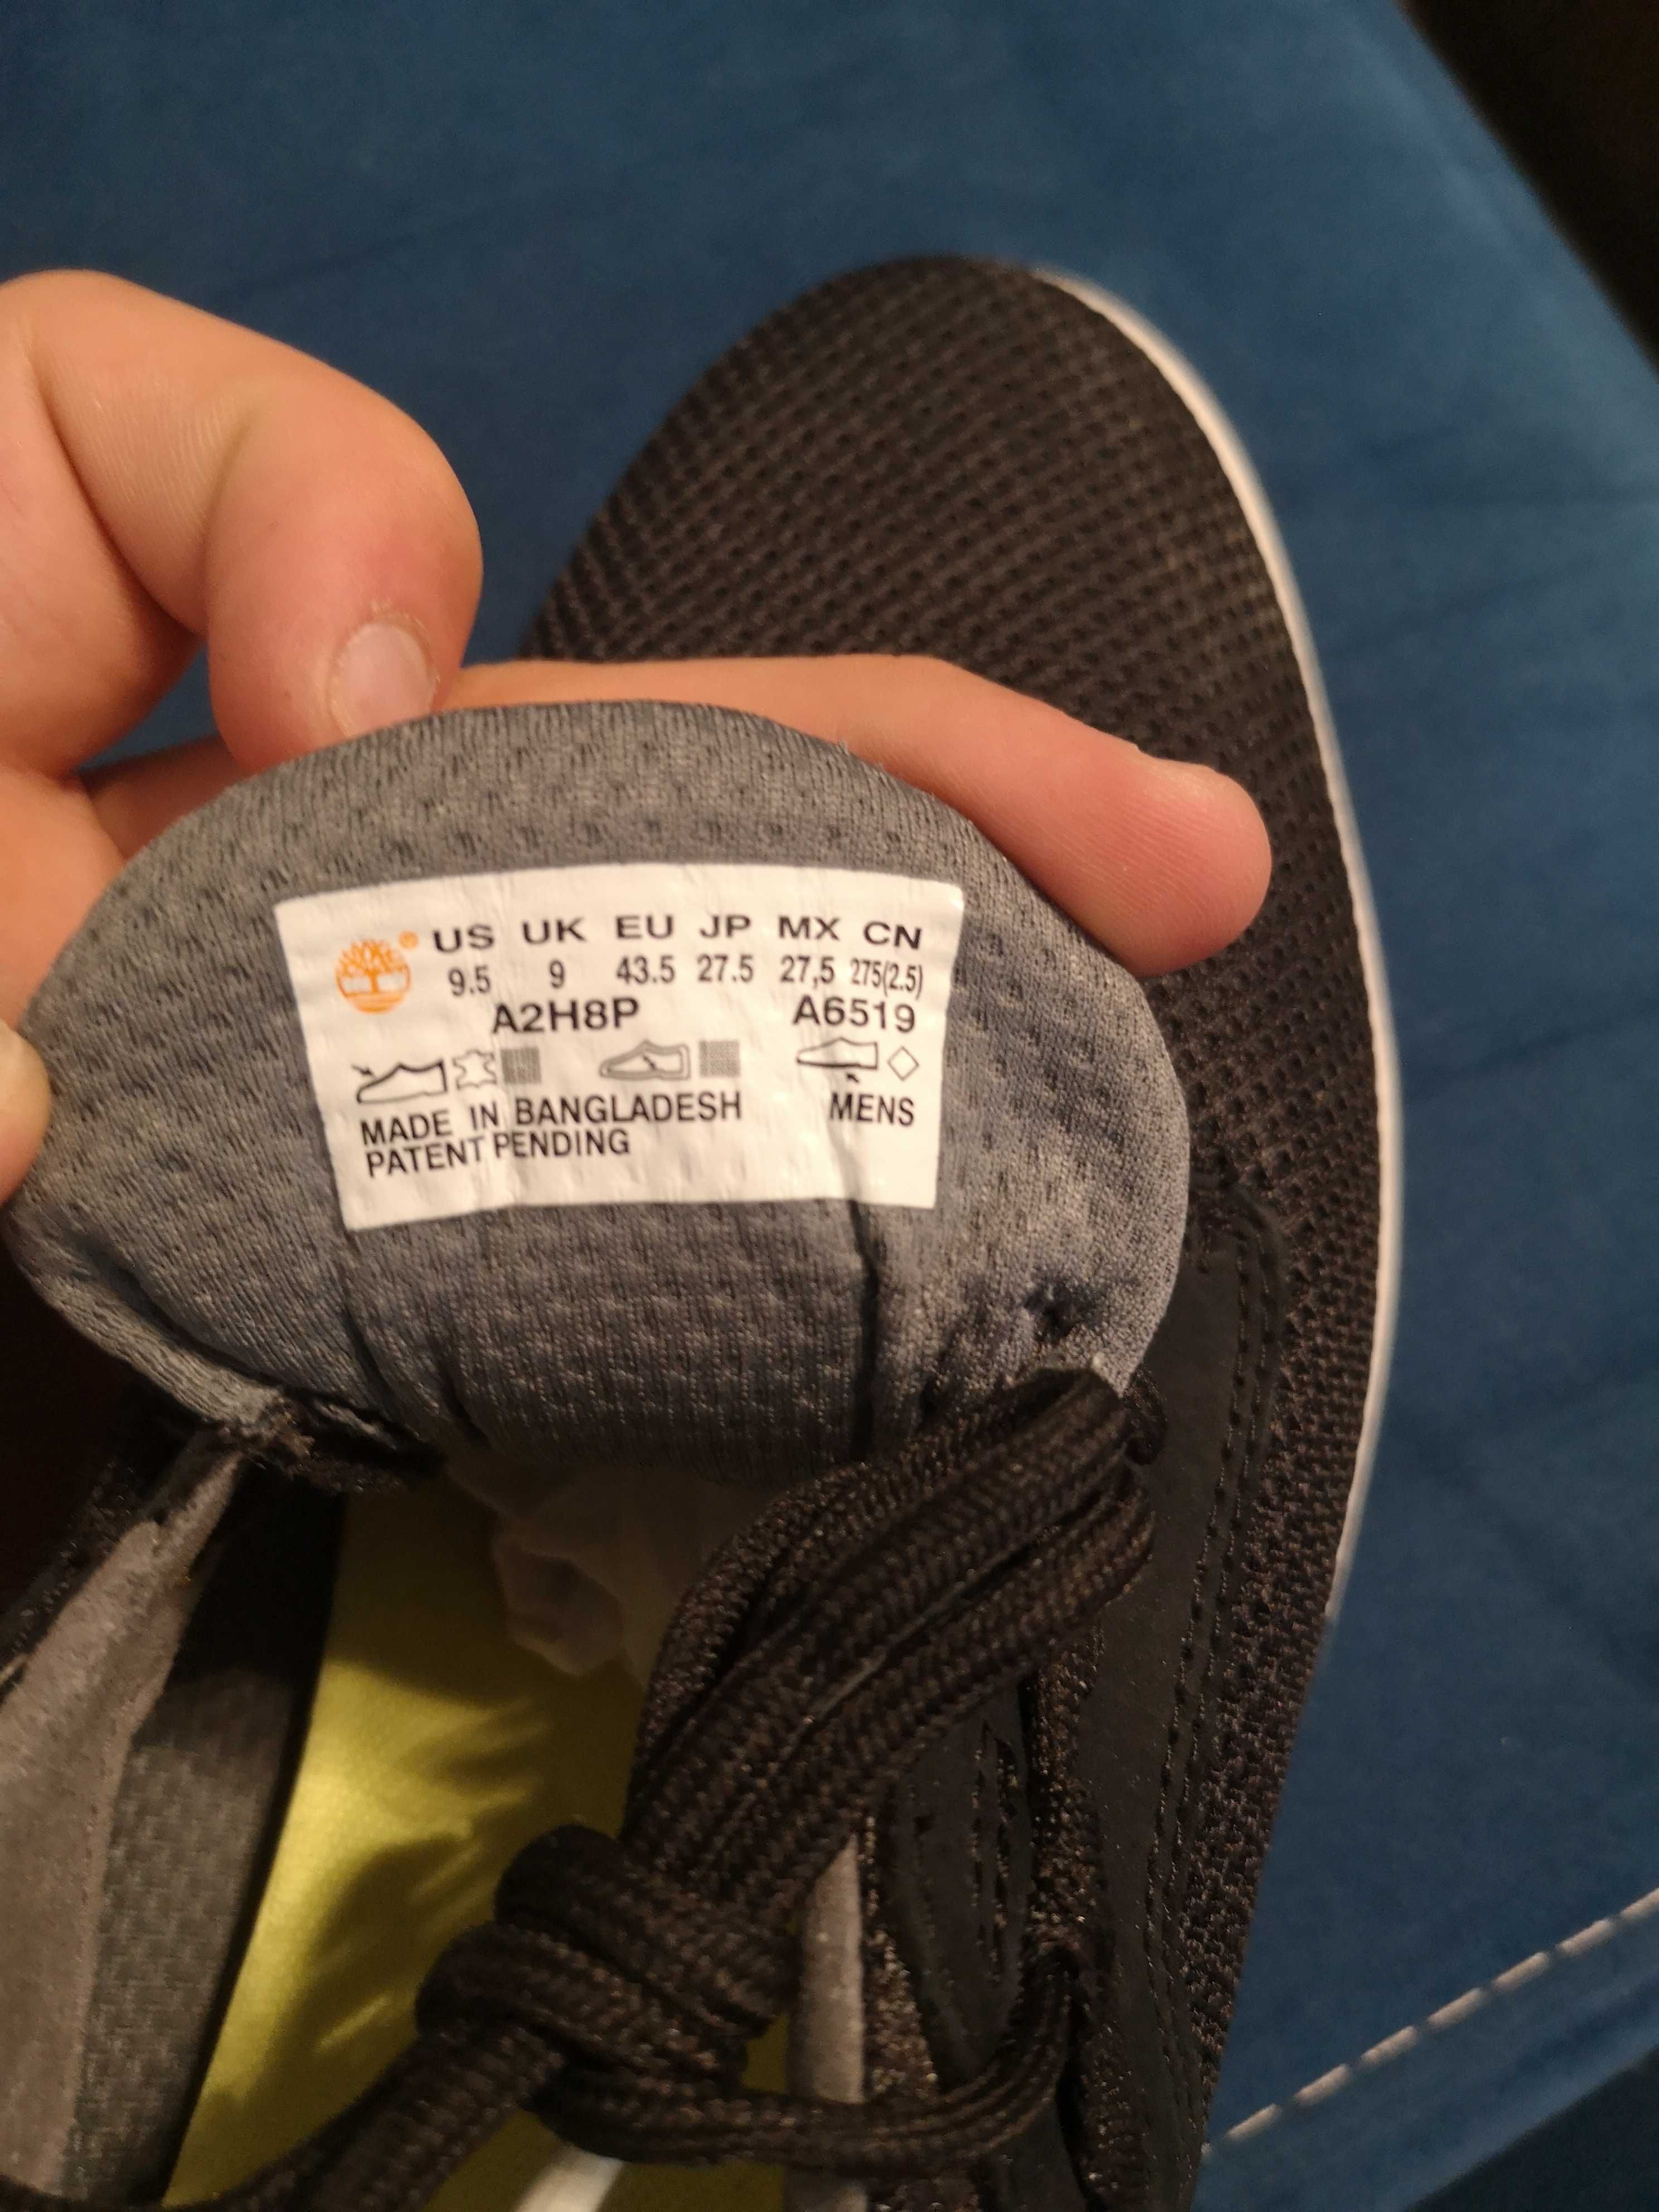 ® US UK EU JP MX CN
9.5 9 43.5 27.5 27,5 275(2.5)
A2H8P A6519
MADE IN BANGLADESH MENS
PATENT PENDING